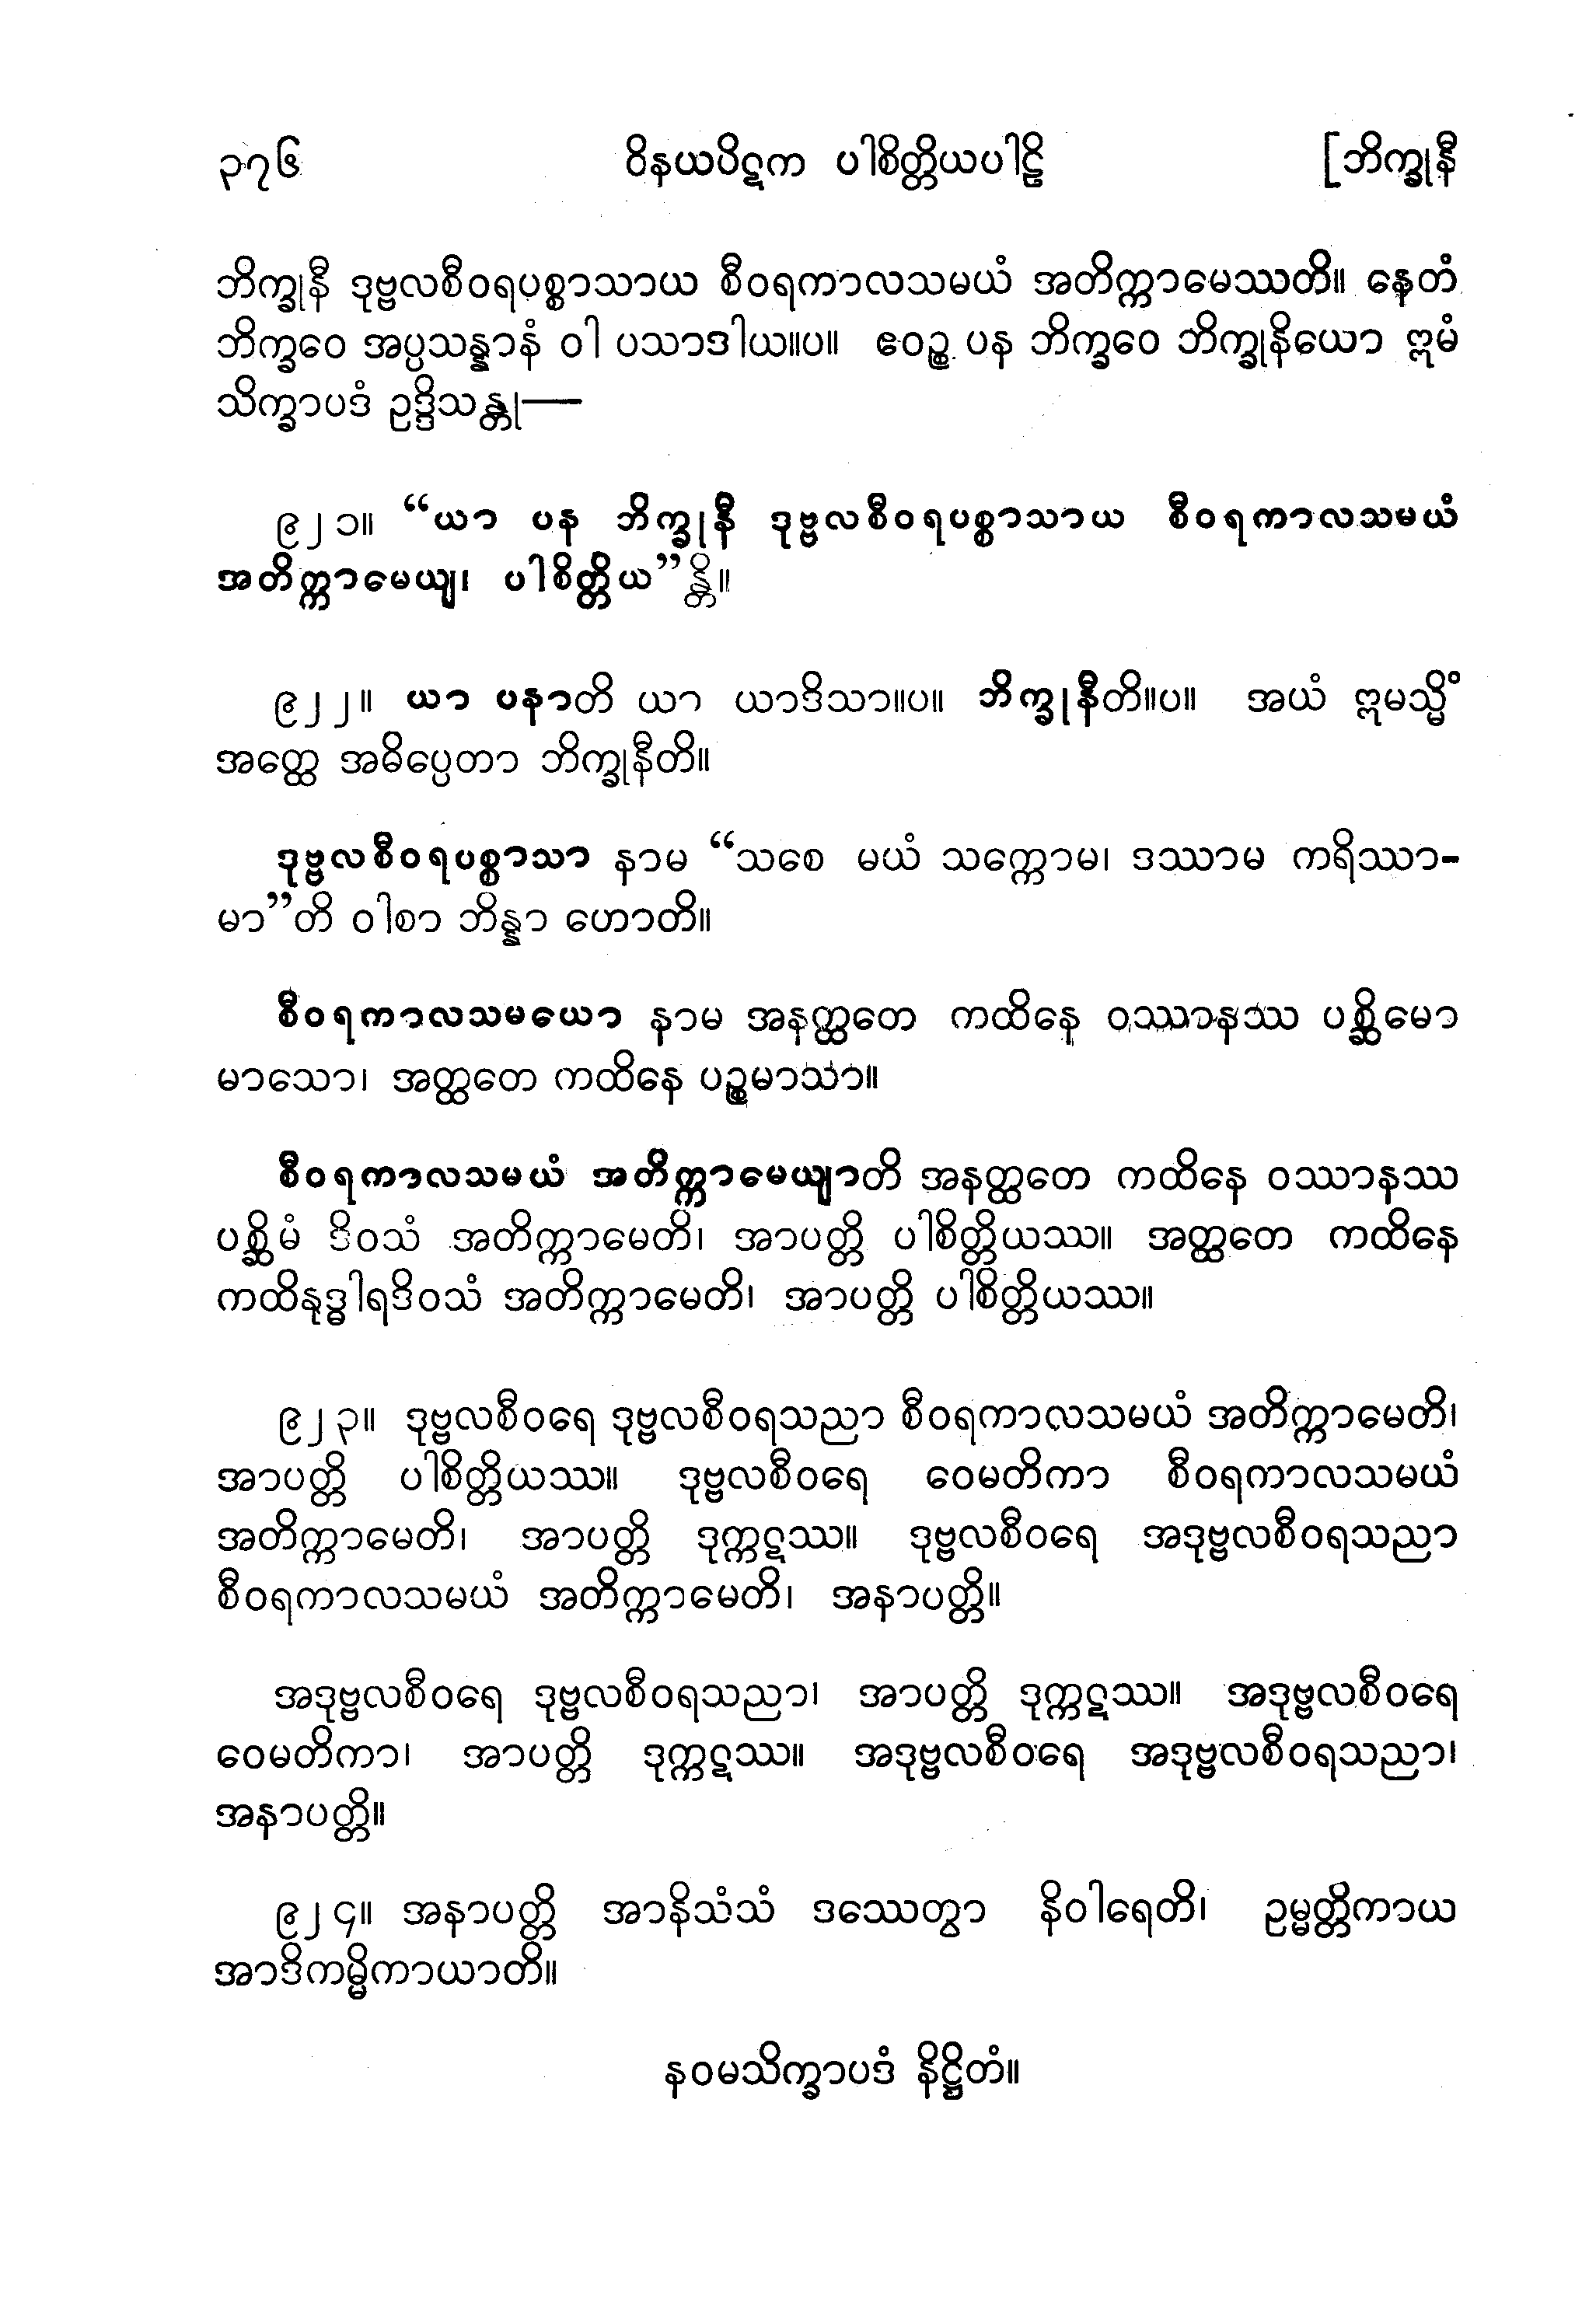 ၃၇၆ ဝိနယပိဋက ပါစိတ္တိယပါဠိ [ဘိက္ခုနီ
ဘိက္ခုနီ ဒုဗ္ဗလစီဝရပစ္စာသာယ စီဝရကာလသမယံ အတိက္ကာမေဿတိ။ နေတံ
ဘိက္ခဝေ အပ္ပသန္နာနံ ဝါ ပသာဒါယ။ပ။ ဧဝဉ္စ ပန ဘိက္ခဝေ ဘိက္ခုနိယော ဣမံ
သိက္ခာပဒံ ဥဒ္ဒိသန္တု—
၉၂၁။ “ယာ ပန ဘိက္ခုနီ ဒုဗ္ဗလစီဝရပစ္စာသာယ စီဝရကာလသမယံ
အတိက္ကာမေယျ၊ ပါစိတ္တိယ”န္တိ။
၉၂၂။ ယာ ပနာတိ ယာ ယာဒိသာ။ပ။ ဘိက္ခုနီတိ။ပ။ အယံ ဣမသ္မိံ
အတ္ထေ အဓိပ္ပေတာ ဘိက္ခုနီတိ။
ဒုဗ္ဗလစီဝရပစ္စာသာ နာမ “သစေ မယံ သက္ကောမ၊ ဒဿာမ ကရိဿာ-
မာ”တိ ဝါစာ ဘိန္နာ ဟောတိ။
စီဝရကာလသမယော နာမ အနတ္ထတေ ကထိနေ ဝဿာနဿ ပစ္ဆိမော
မာသော၊ အတ္ထတေ ကထိနေ ပဉ္စမာသာ။
စီဝရကာလသမယံ အတိက္ကာမေယျာတိ အနတ္ထတေ ကထိနေ ဝဿာနဿ
ပစ္ဆိမံ ဒိဝသံ အတိက္ကာမေတိ၊ အာပတ္တိ ပါစိတ္တိယဿ။ အတ္ထတေ ကထိနေ
ကထိနုဒ္ဓါရဒိဝသံ အတိက္ကာမေတိ၊ အာပတ္တိ ပါစိတ္တိယဿ။
၉၂၃။ ဒုဗ္ဗလစီဝရေ ဒုဗ္ဗလစီဝရသညာ စီဝရကာလသမယံ အတိက္ကာမေတိ၊
အာပတ္တိ ပါစိတ္တိယဿ။ ဒုဗ္ဗလစီဝရေ ဝေမတိကာ စီဝရကာလသမယံ
အတိက္ကာမေတိ၊ အာပတ္တိ ဒုက္ကဋဿ။ ဒုဗ္ဗလစီဝရေ အဒုဗ္ဗလစီဝရသညာ
စီဝရကာလသမယံ အတိက္ကာမေတိ၊ အနာပတ္တိ။
အဒုဗ္ဗလစီဝရေ ဒုဗ္ဗလစီဝရသညာ၊ အာပတ္တိ ဒုက္ကဋဿ။ အဒုဗ္ဗလစီဝရေ
ဝေမတိကာ၊ အာပတ္တိ ဒုက္ကဋဿ။ အဒုဗ္ဗလစီဝရေ အဒုဗ္ဗလစီဝရသညာ၊
အနာပတ္တိ။
၉၂၄။ အနာပတ္တိ အာနိသံသံ ဒဿေတွာ နိဝါရေတိ၊ ဥမ္မတ္တိကာယ
အာဒိကမ္မိကာယာတိ။
နဝမသိက္ခာပဒံ နိဋ္ဌိတံ။